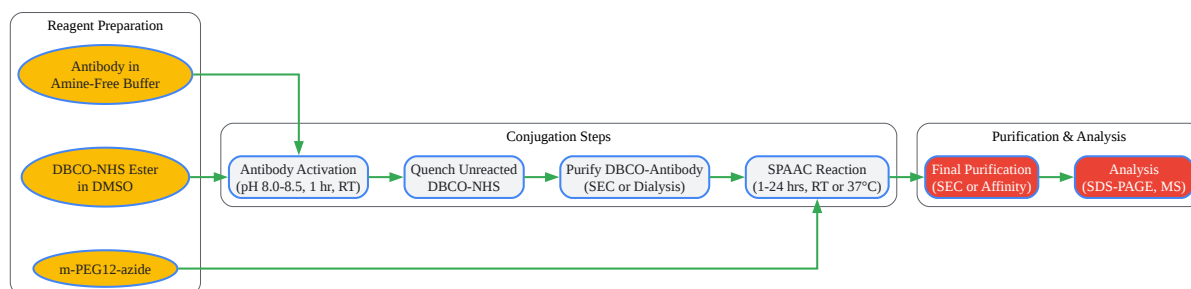 Reagent Preparation
Antibody in
Amine-Free Buffer
DBCO-NHS Ester
in DMSO
m-PEG12-azide
Conjugation Steps
Antibody Activation
(pH 8.0-8.5, 1 hr, RT)
Quench Unreacted
DBCO-NHS
Purify DBCO-Antibody
(SEC or Dialysis)
SPAAC Reaction
(1-24 hrs, RT or 37°C)
Purification & Analysis
Final Purification
(SEC or Affinity)
Analysis
(SDS-PAGE, MS)